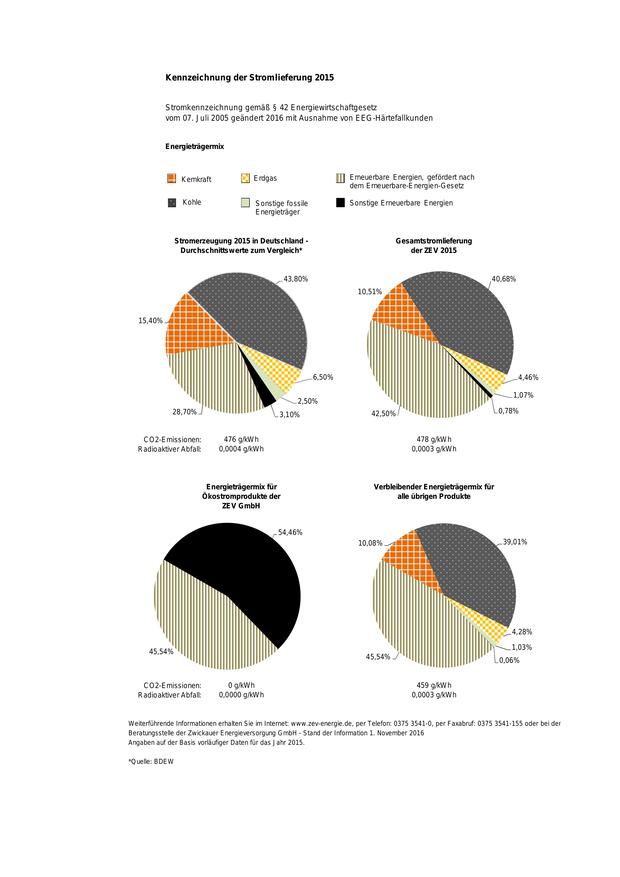 Kennzeichnung der Stromlieferung 2015
Stromkennzeichnung gemäß § 42 Energiewirtschaftgesetz
vom 07. Juli 2005 geändert 2016 mit Ausnahme von EEG-Härtefallkunden
Energieträgermix
Kernkraft
Erdgas
Erneuerbare Energien, gefördert nach
dem Erneuerbare-Energien-Gesetz
Kohle
Sonstige fossile
Energieträger
Sonstige Erneuerbare Energien
Stromerzeugung 2015 in Deutschland -
Durchschnittswerte zum Vergleich*
43,80%
15,40%
6,50%
2,50%
3,10%
28,70%
CO2-Emissionen: 476 g/kWh
Radioaktiver Abfall: 0,0004 g/kWh
Gesamtstromlieferung
der ZEV 2015
40,68%
10,51%
4,46%
1,07%
0,78%
42,50%
478 g/kWh
0,0003 g/kWh
Energieträgermix für
Ökostromprodukte der
ZEV GmbH
54,46%
45,54%
CO2-Emissionen: 0 g/kWh
Radioaktiver Abfall: 0,0000 g/kWh
Verbleibender Energieträgermix für
alle übrigen Produkte
39,01%
10,08%
4,28%
1,03%
0,06%
45,54%
459 g/kWh
0,0003 g/kWh
Weiterführende Informationen erhalten Sie im Internet: www.zev-energie.de, per Telefon: 0375 3541-0, per Faxabruf: 0375 3541-155 oder bei der
Beratungsstelle der Zwickauer Energieversorgung GmbH - Stand der Information 1. November 2016
Angaben auf der Basis vorläufiger Daten für das Jahr 2015.
*Quelle: BDEW